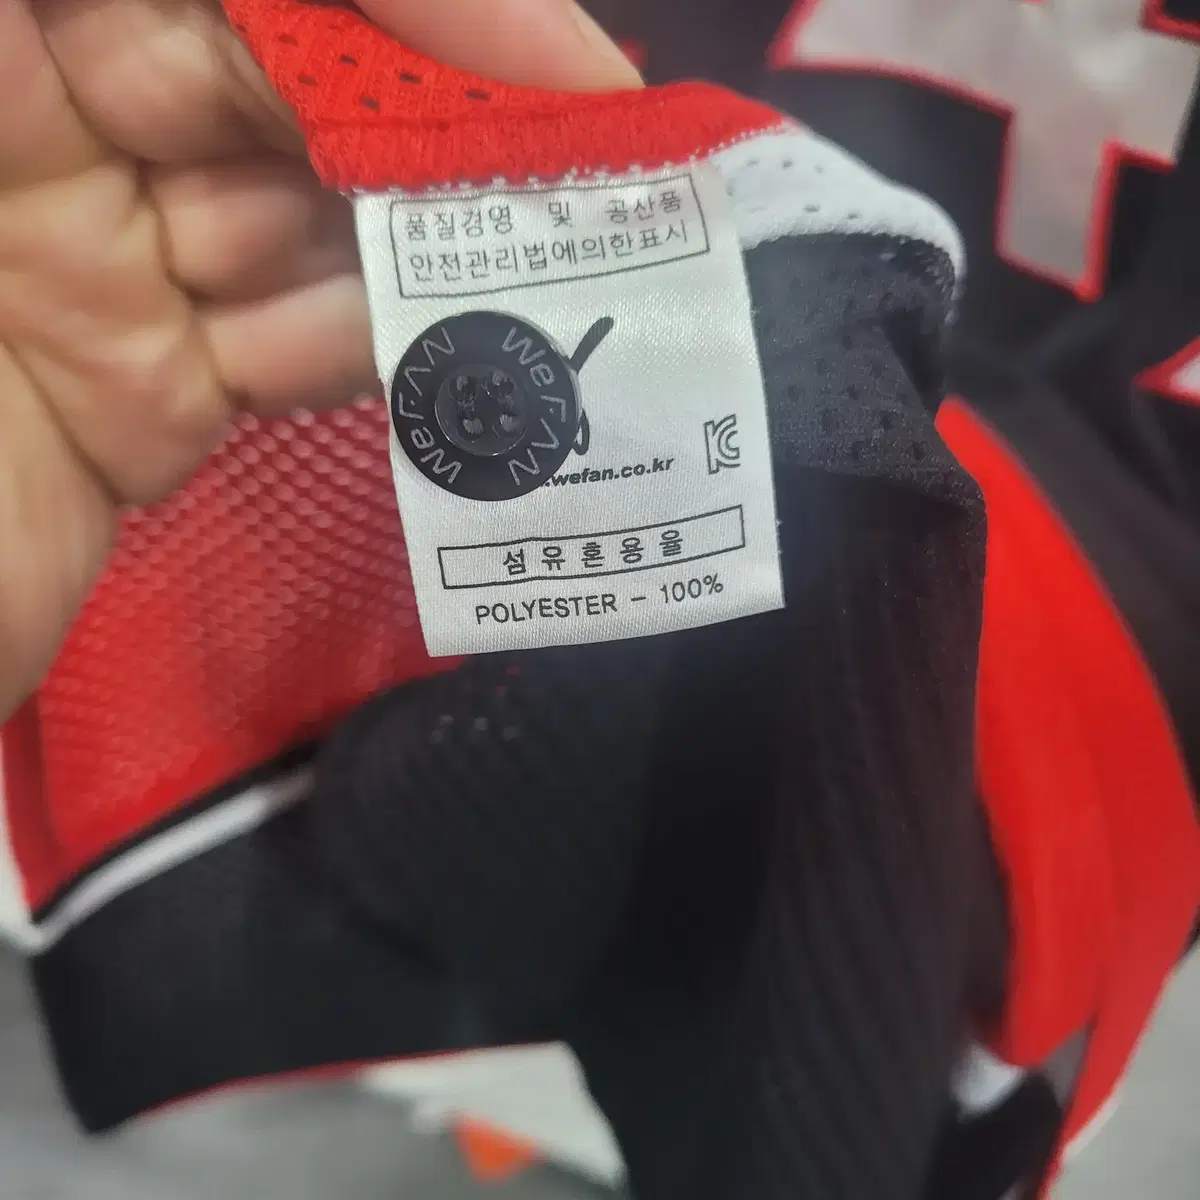 품질경영 및 공산품
안전관리법에의한표시
WeFAN WeFAN
.wefan.co.kr
섬유혼용율
POLYESTER - 100%